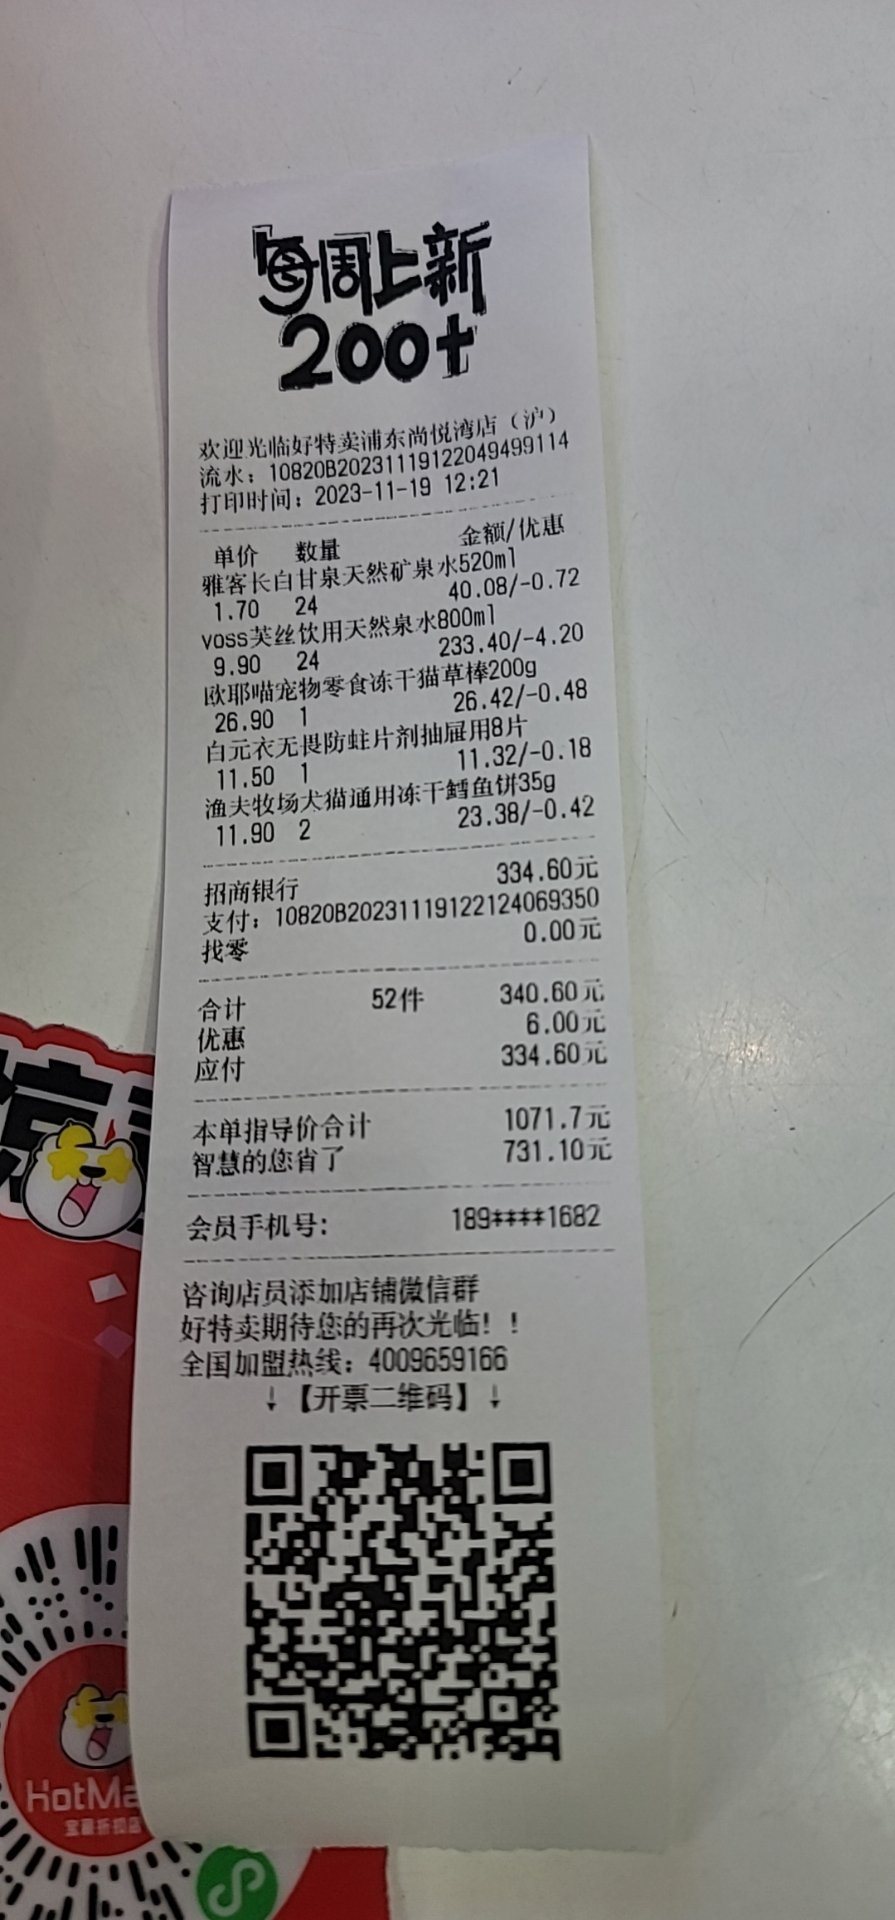 每周上新
200+
欢迎光临好特卖浦东尚悦湾店（沪）
流水：10820B20231119122049499114
打印时间：2023-11-19 12:21
单价 数量 金额/优惠
雅客长白甘泉天然矿泉水520ml
1.70 24 40.08/-0.72
voss芙丝饮用天然泉水800ml
9.90 24 233.40/-4.20
欧耶喵宠物零食冻干猫草棒200g
26.90 1 26.42/-0.48
白元衣无畏防蛀片剂抽屉用8片
11.50 1 11.32/-0.18
渔夫牧场犬猫通用冻干鳕鱼饼35g
11.90 2 23.38/-0.42
招商银行 334.60元
支付：10820B20231119122124069350
找零 0.00元
合计 52件 340.60元
优惠 6.00元
应付 334.60元
本单指导价合计 1071.7元
智慧的您省了 731.10元
会员手机号： 189****1682
咨询店员添加店铺微信群
好特卖期待您的再次光临！！
全国加盟热线：4009659166
↓【开票二维码】↓
HotMa